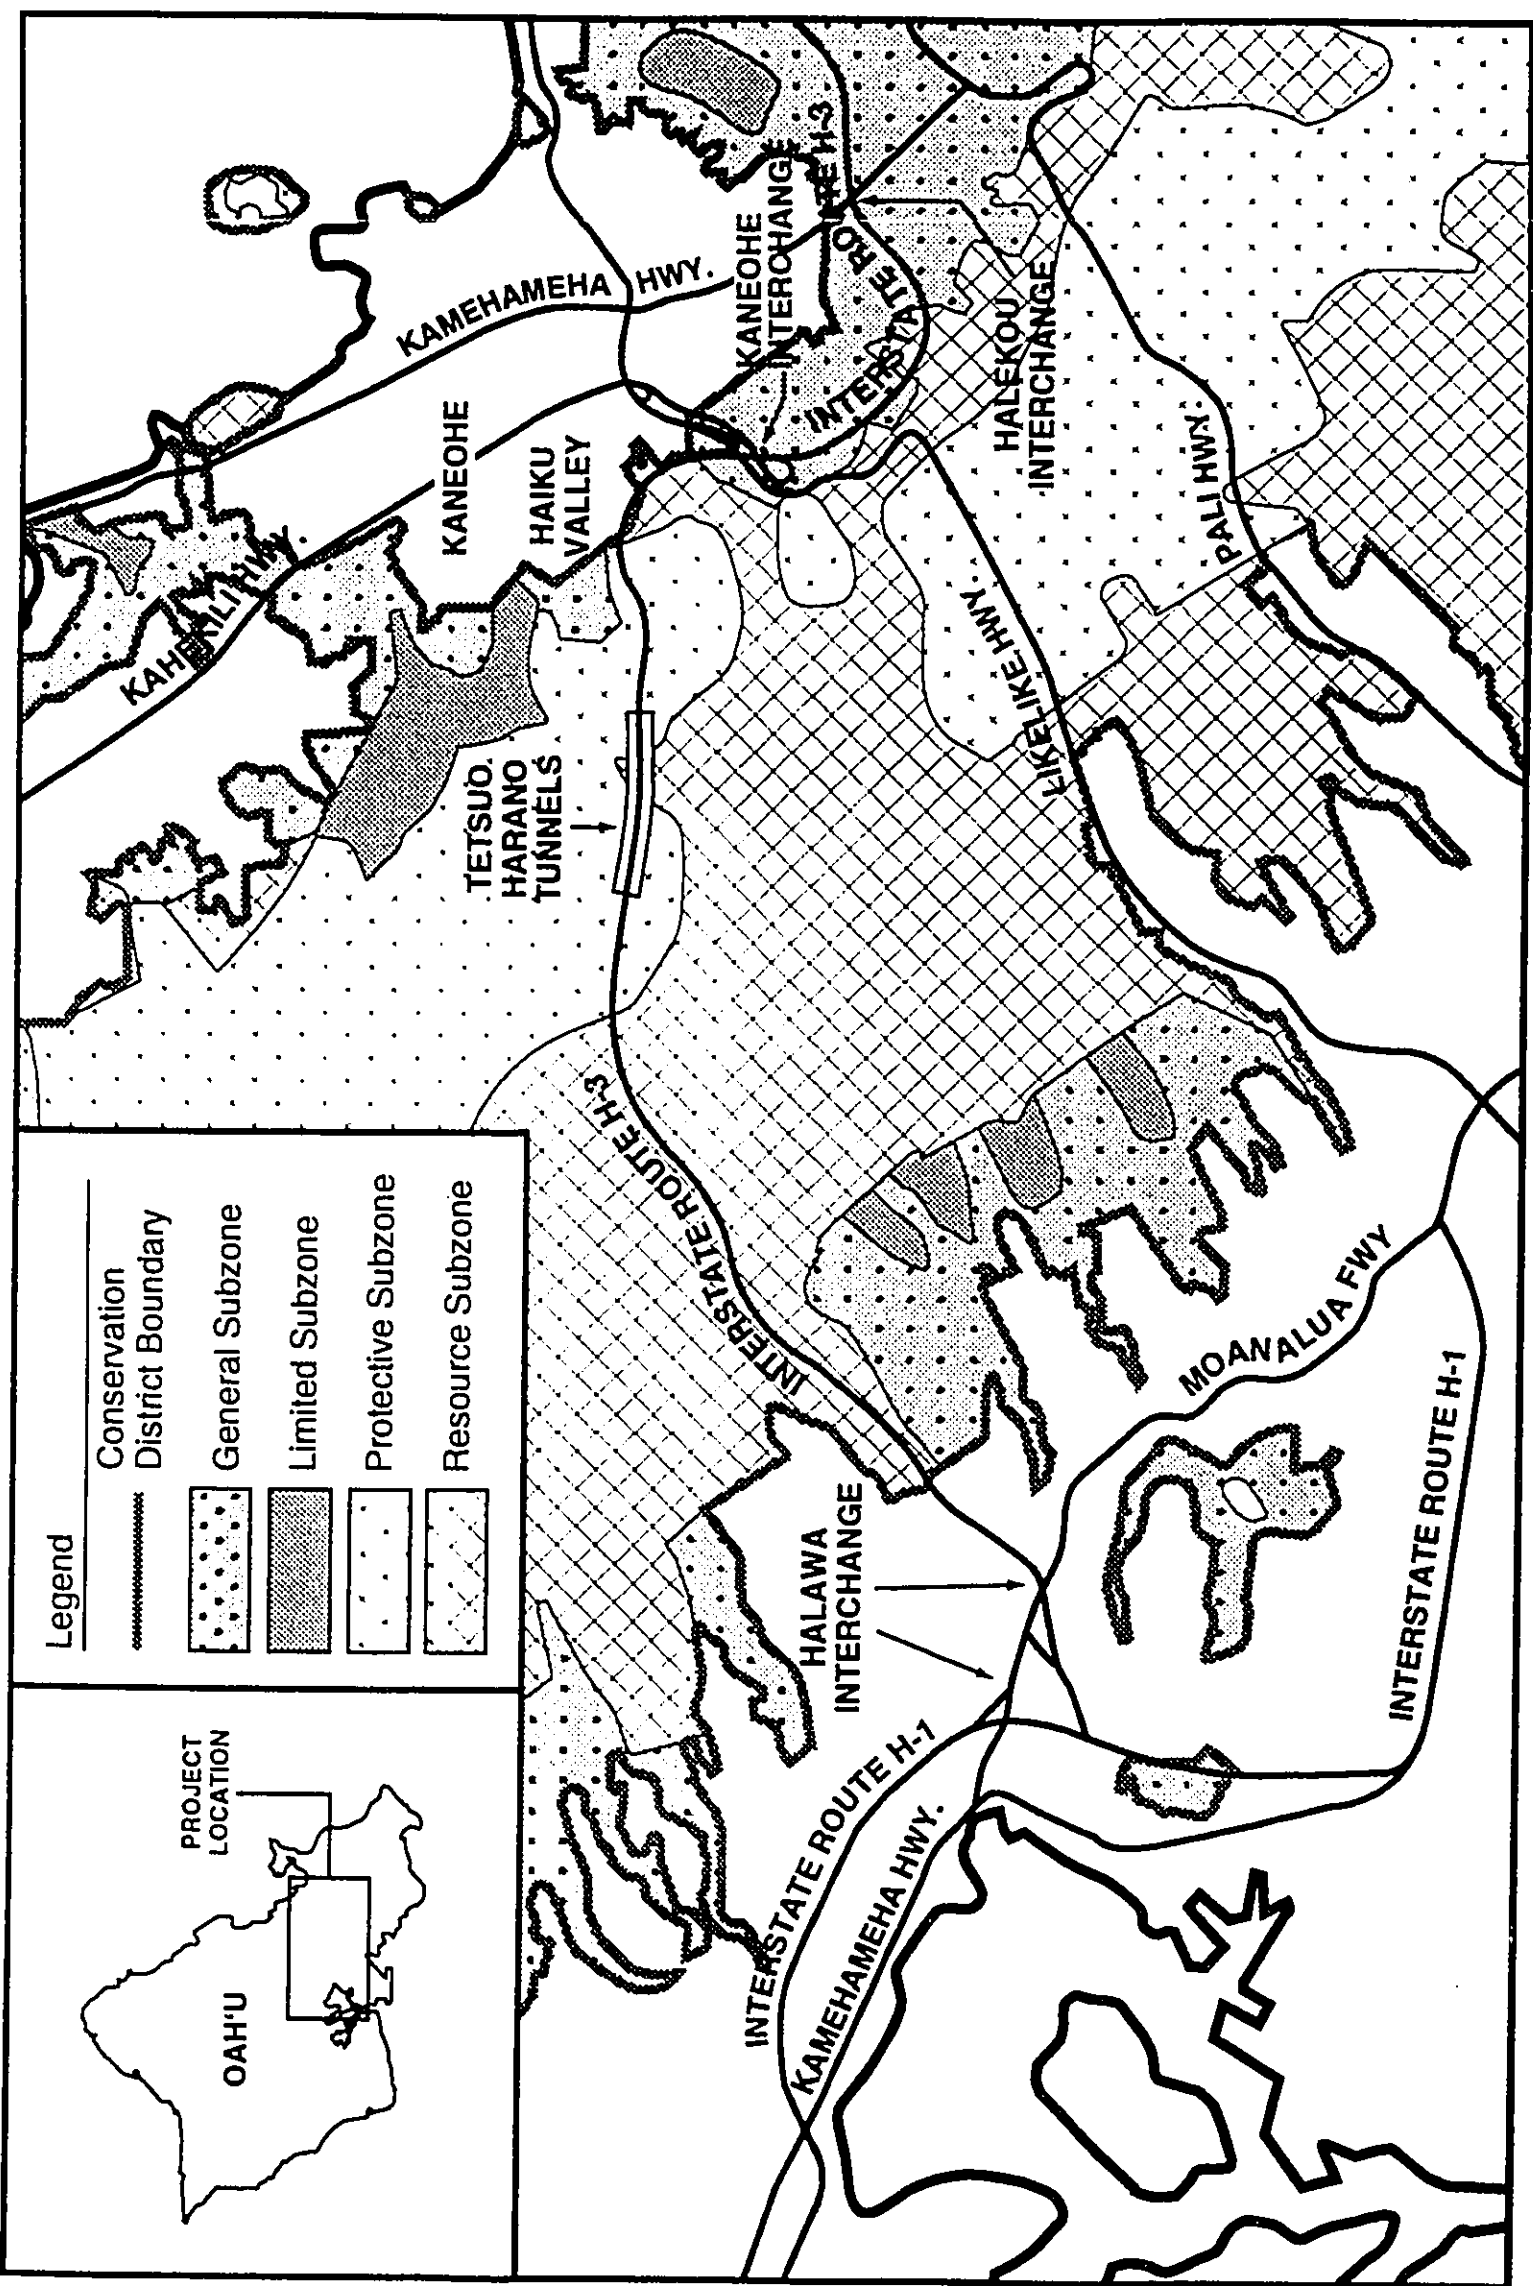 PROJECT
LOCATION
OAH'U
Legend
Conservation
District Boundary
General Subzone
Limited Subzone
Protective Subzone
Resource Subzone
KAHEKILI HWY.
KAMEHAMEHA HWY.
KANEOHE
HAIKU
VALLEY
TETSUO
HARANO
TUNNELS
KANEOHE
INTERCHANGE
INTERSTATE ROUTE H-3
HALEKOU
INTERCHANGE
INTERSTATE ROUTE H-3
LIKELIKE HWY.
PALI HWY.
HALAWA
INTERCHANGE
MOANALUA FWY
INTERSTATE ROUTE H-1
KAMEHAMEHA HWY.
INTERSTATE ROUTE H-1